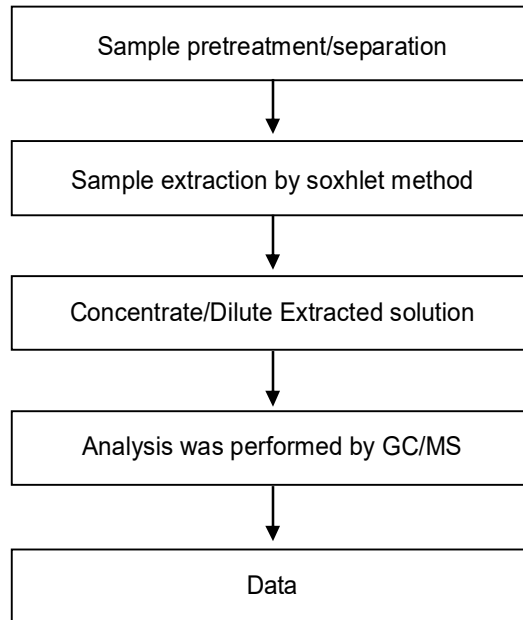 Sample pretreatment/separation
Sample extraction by soxhlet method
Concentrate/Dilute Extracted solution
Analysis was performed by GC/MS
Data